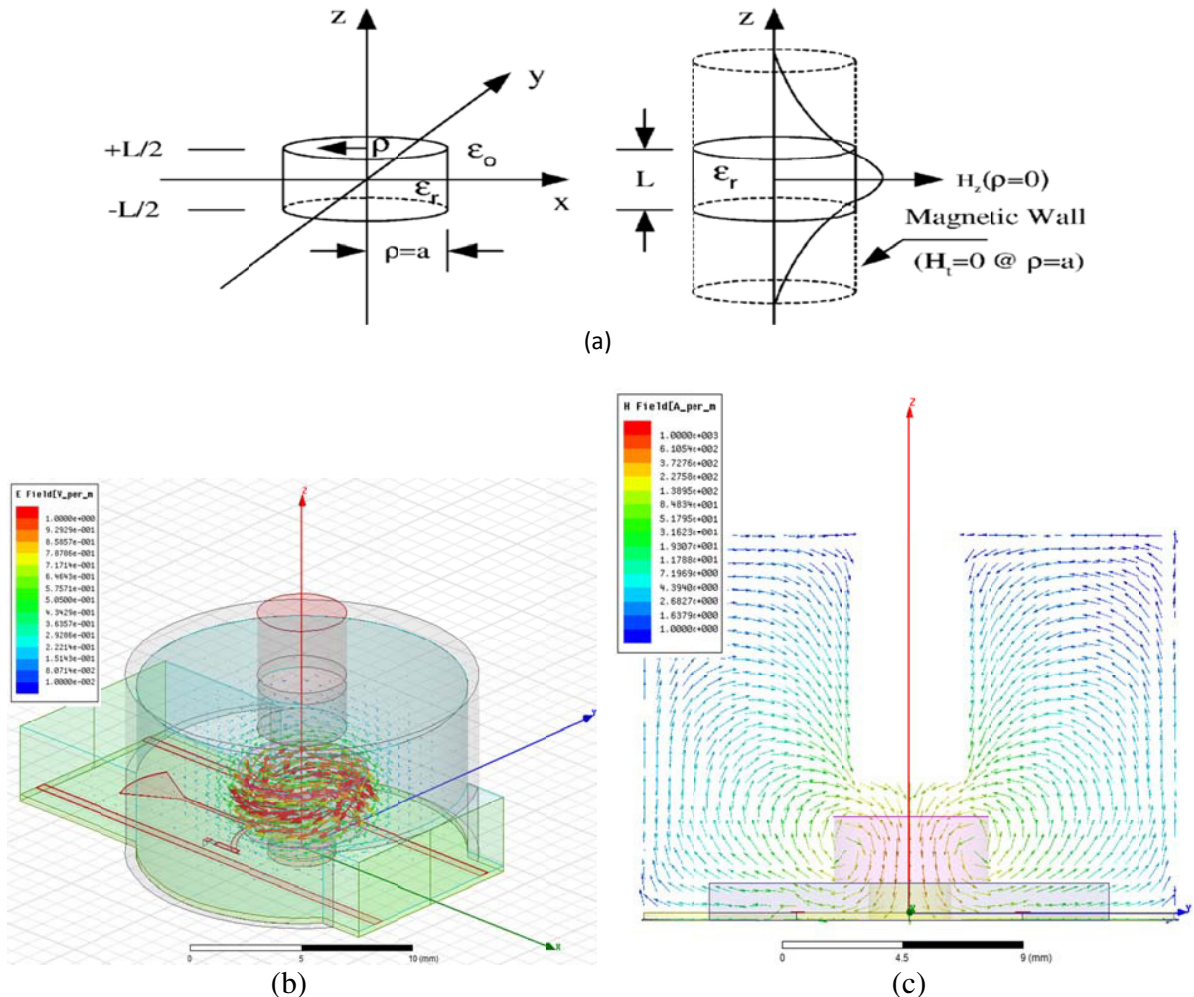 z
y
+L/2
ρ
ε₀
εᵣ
x
-L/2
ρ=a
z
L
εᵣ
H_z(ρ=0)
Magnetic Wall
(H_t=0 @ ρ=a)
(a)
E Field[V_per_m
1.0000e+000
9.2929e-001
8.5857e-001
7.8786e-001
7.1714e-001
6.4643e-001
5.7571e-001
5.0500e-001
4.3429e-001
3.6357e-001
2.9286e-001
2.2214e-001
1.5143e-001
8.0714e-002
1.0000e-002
z
Y
X
0
5
10 (mm)
(b)
H Field[A_per_m
1.0000e+003
6.1054e+002
3.7276e+002
2.2758e+002
1.3895e+002
8.4834e+001
5.1795e+001
3.1623e+001
1.9307e+001
1.1788e+001
7.1969e+000
4.3940e+000
2.6827e+000
1.6379e+000
1.0000e+000
Z
Y
0
4.5
9 (mm)
(c)